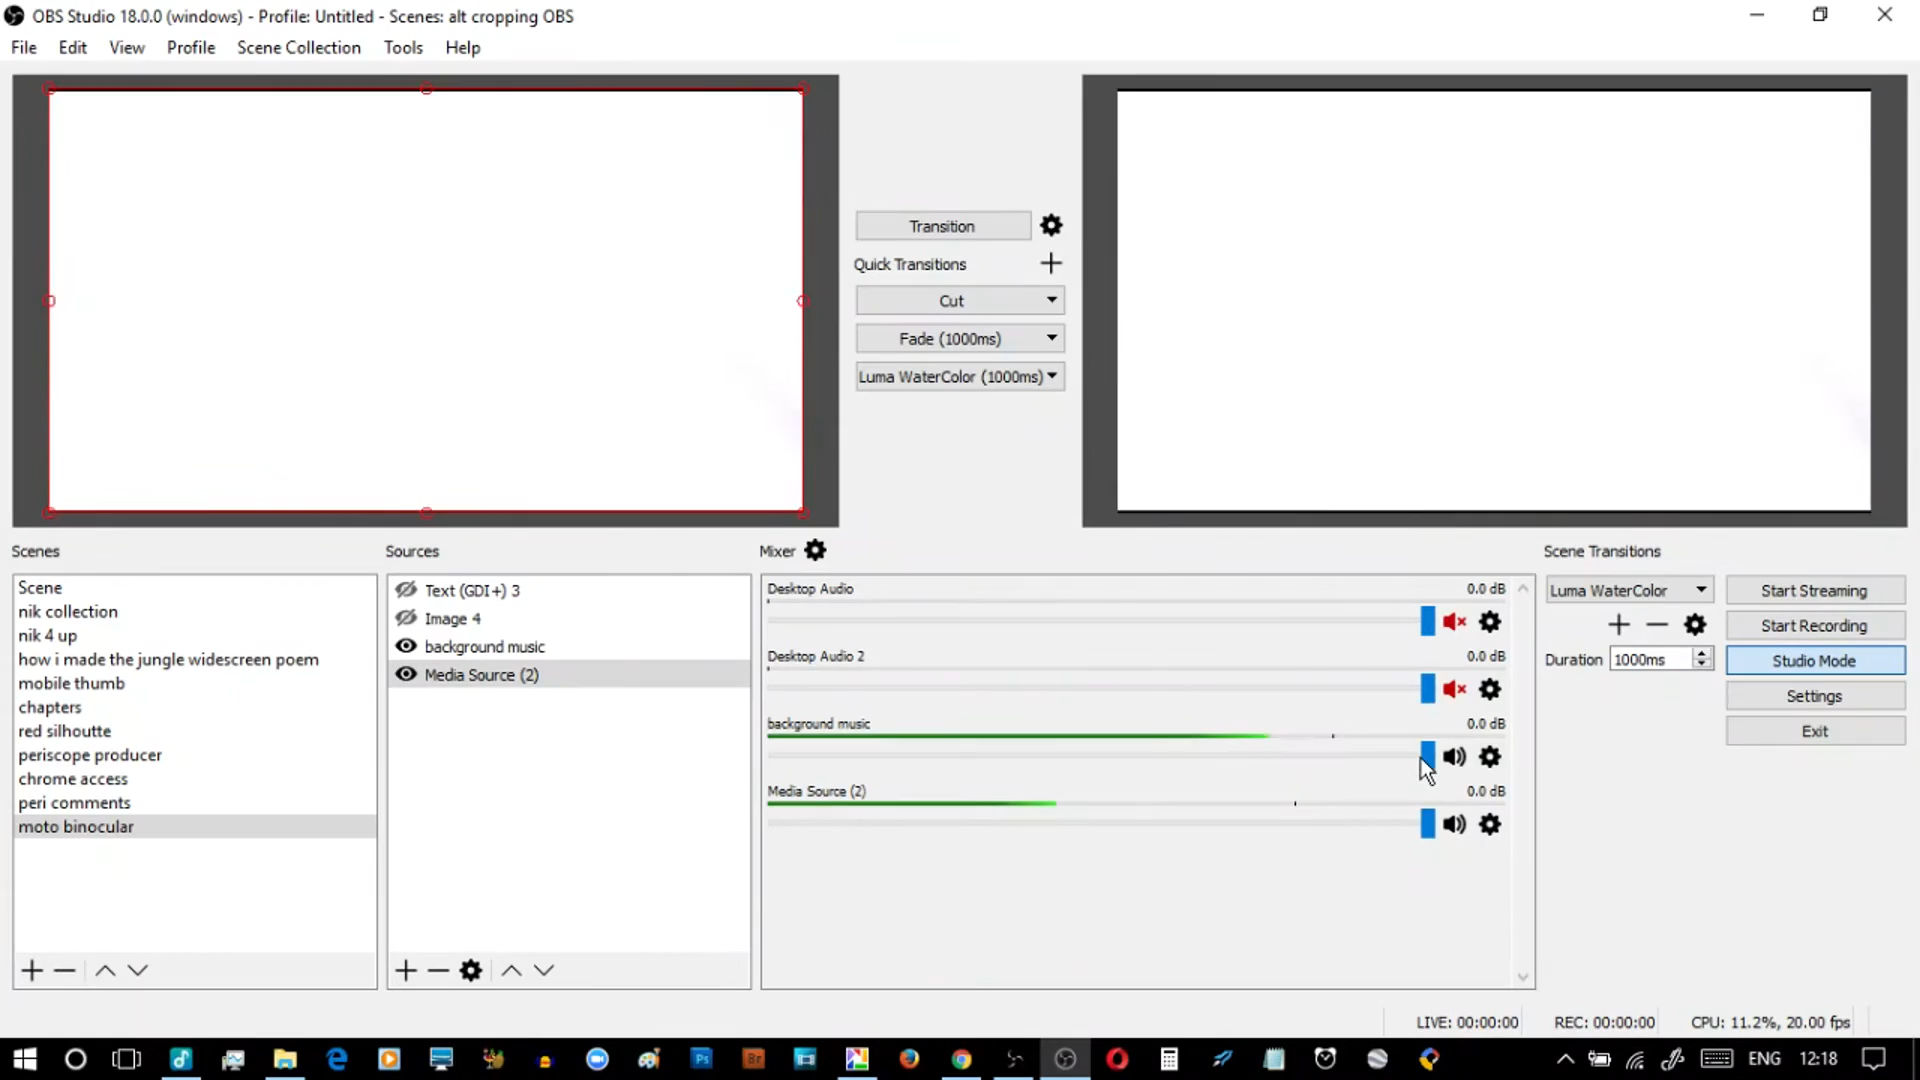 OBS Studio 18.0.0 (windows) - Profile: Untitled - Scenes: alt cropping OBS
File Edit View Profile Scene Collection Tools Help
Transition
Quick Transitions
Cut
Fade (1000ms)
Luma WaterColor (1000ms)
Scenes
Scene
nik collection
nik 4 up
how i made the jungle widescreen poem
mobile thumb
chapters
red silhoutte
periscope producer
chrome access
peri comments
moto binocular
Sources
Text (GDI+) 3
Image 4
background music
Media Source (2)
Mixer
Desktop Audio 0.0 dB
Desktop Audio 2 0.0 dB
background music 0.0 dB
Media Source (2) 0.0 dB
Scene Transitions
Luma WaterColor
Duration 1000ms
Start Streaming
Start Recording
Studio Mode
Settings
Exit
LIVE: 00:00:00 REC: 00:00:00 CPU: 11.2%, 20.00 fps
Ps Br ENG 12:18